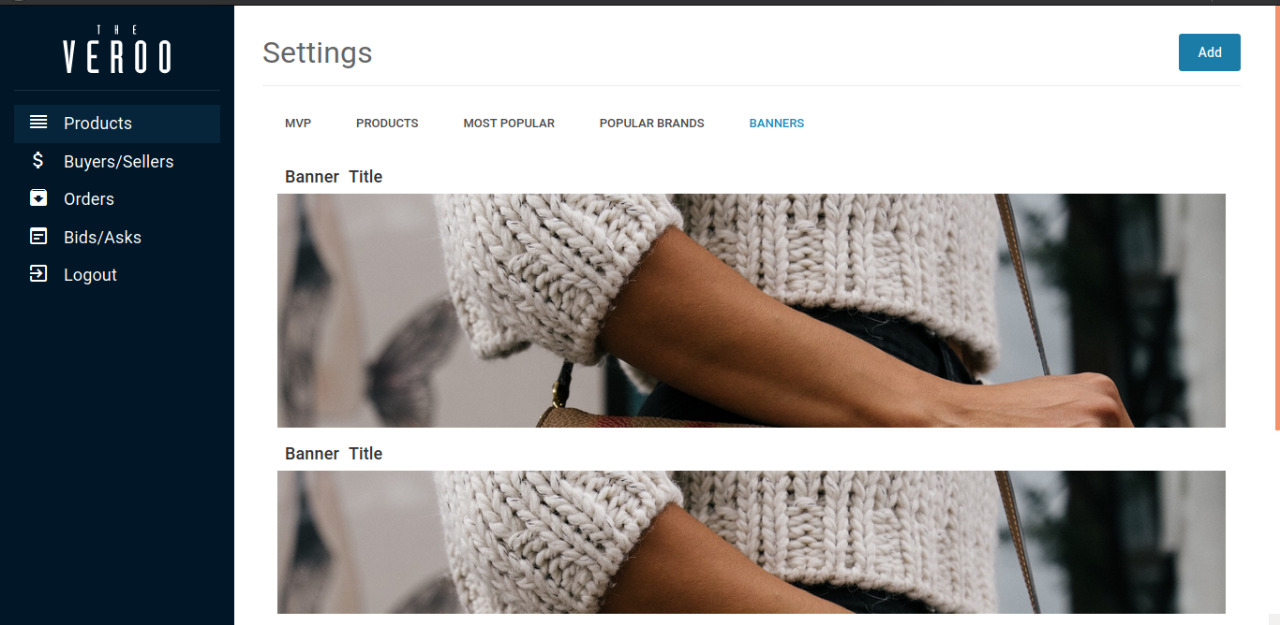 THE
VEROO
Products
Buyers/Sellers
Orders
Bids/Asks
Logout
Settings
Add
MVP PRODUCTS MOST POPULAR POPULAR BRANDS BANNERS
Banner Title
Banner Title